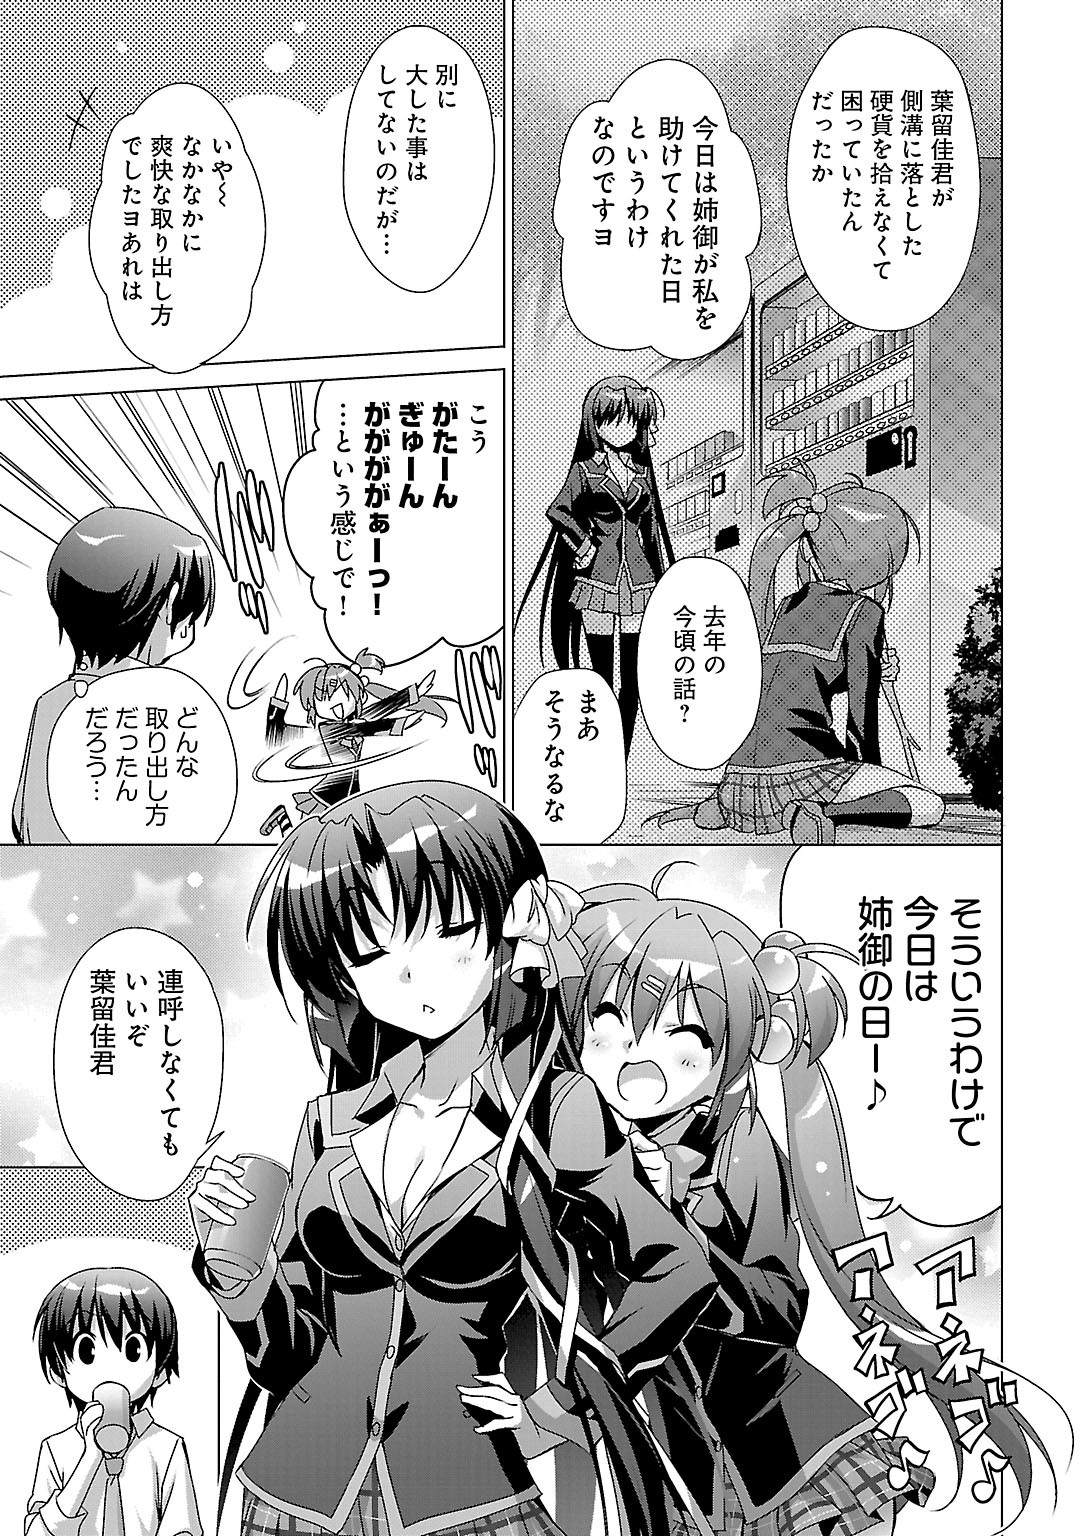 葉留佳君が
側溝に落とした
硬貨を拾えなくて
困っていたん
だったか
今日は姉御が私を
助けてくれた日
というわけ
なのですヨ
去年の
今頃の話？
まあ
そうなるな
別に
大した事は
してないのだが…
いや〜
なかなかに
爽快な取り出し方
でしたヨあれは
こう
がたーん
ぎゅーん
ががががぁーっ！
…という感じで！
どんな
取り出し方
だったん
だろう…
そういうわけで
今日は
姉御の日ー♪
アーネゴ♪
アーネゴ♪
連呼しなくても
いいぞ
葉留佳君